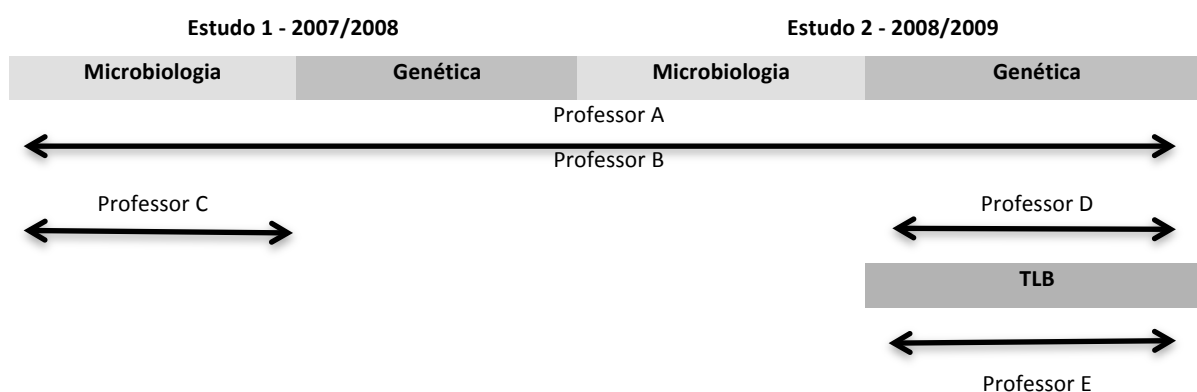 Estudo 1 - 2007/2008 Estudo 2 - 2008/2009
Microbiologia Genética Microbiologia Genética
Professor A
Professor B
Professor C Professor D
TLB
Professor E